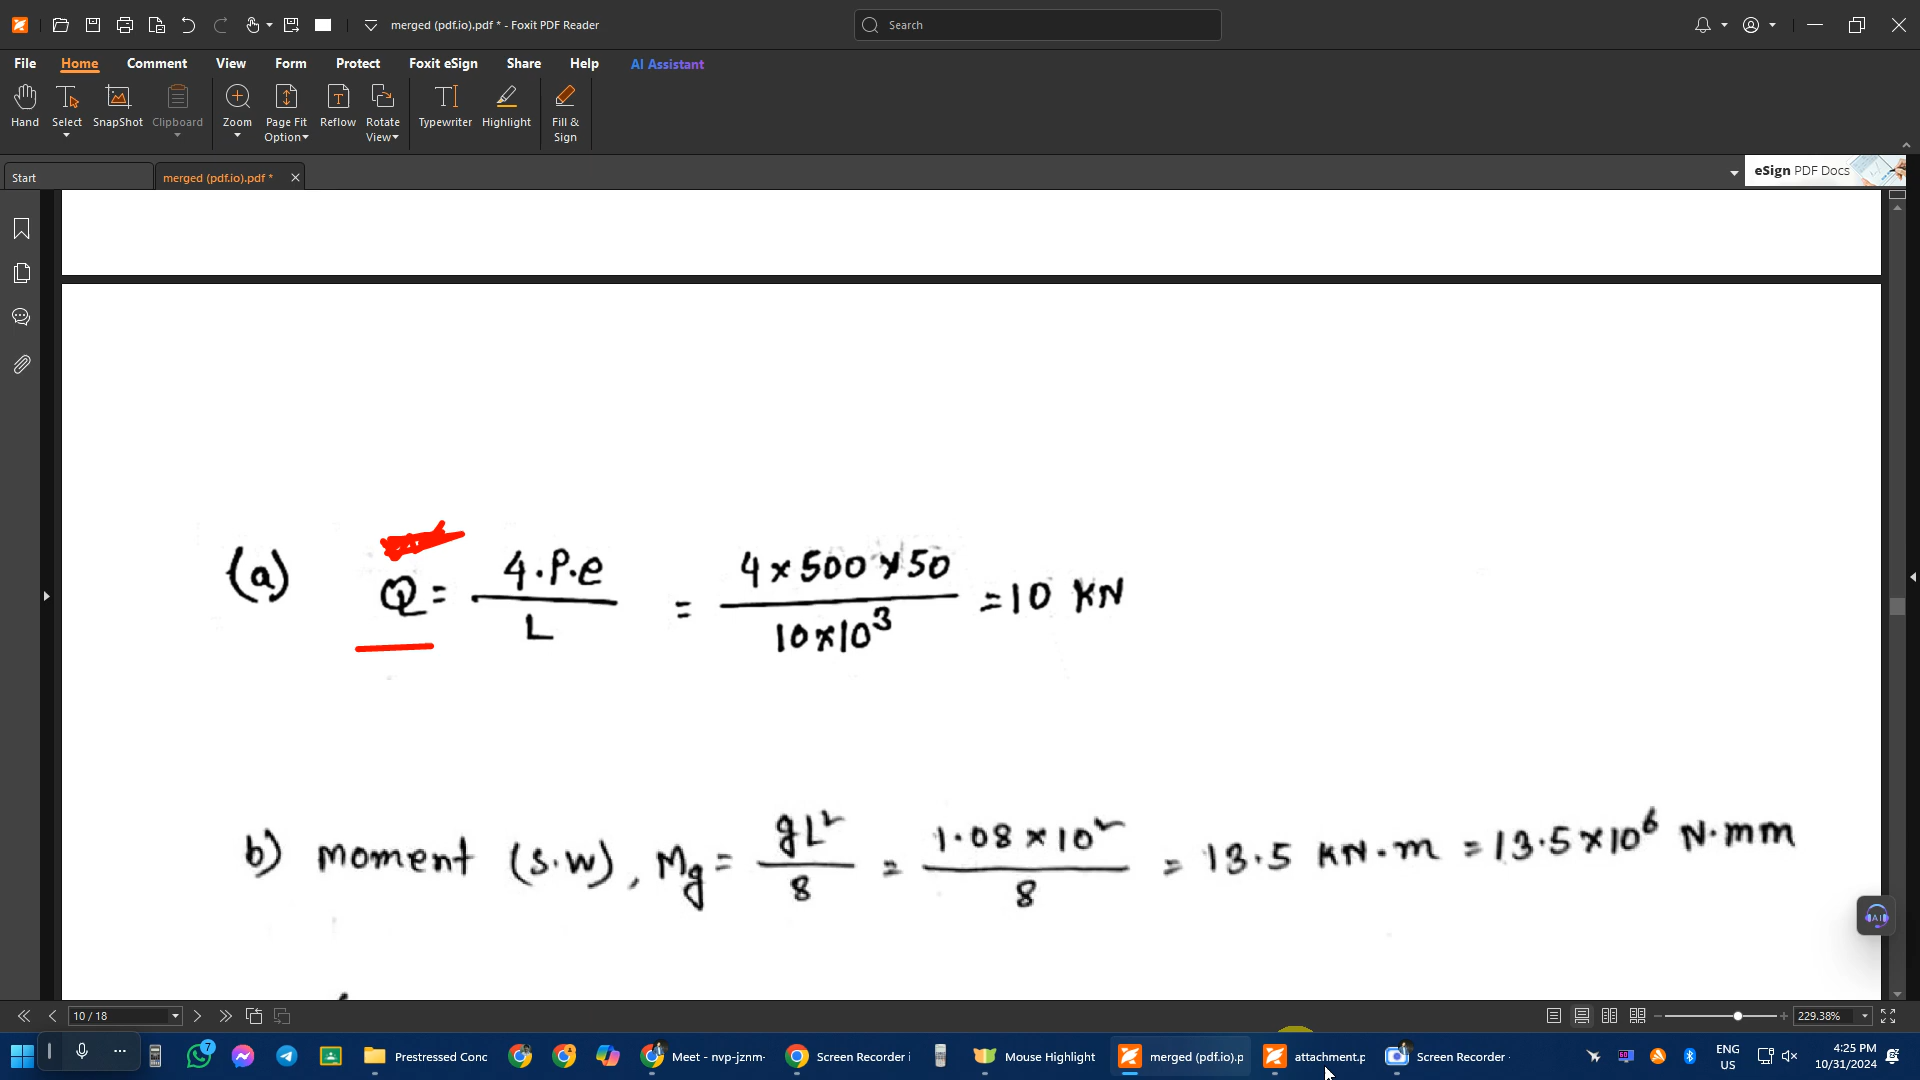 merged (pdf.io).pdf * - Foxit PDF Reader
Search
File Home Comment View Form Protect Foxit eSign Share Help AI Assistant
Hand Select SnapShot Clipboard Zoom Page Fit Option Reflow Rotate View Typewriter Highlight Fill & Sign
Start merged (pdf.io).pdf *
eSign PDF Docs
(a) Q = 4.P.e / L = 4 × 500 × 50 / 10×10³ = 10 KN
b) moment (s.w), Mg = gL² / 8 = 1.08 × 10² / 8 = 13.5 KN.m = 13.5×10⁶ N.mm
AI
10 / 18
229.38%
7
Prestressed Conc
Meet - nvp-jznm-
Screen Recorder i
Mouse Highlight
merged (pdf.io).p
attachment.p
Screen Recorder
60
ENG
US
4:25 PM
10/31/2024